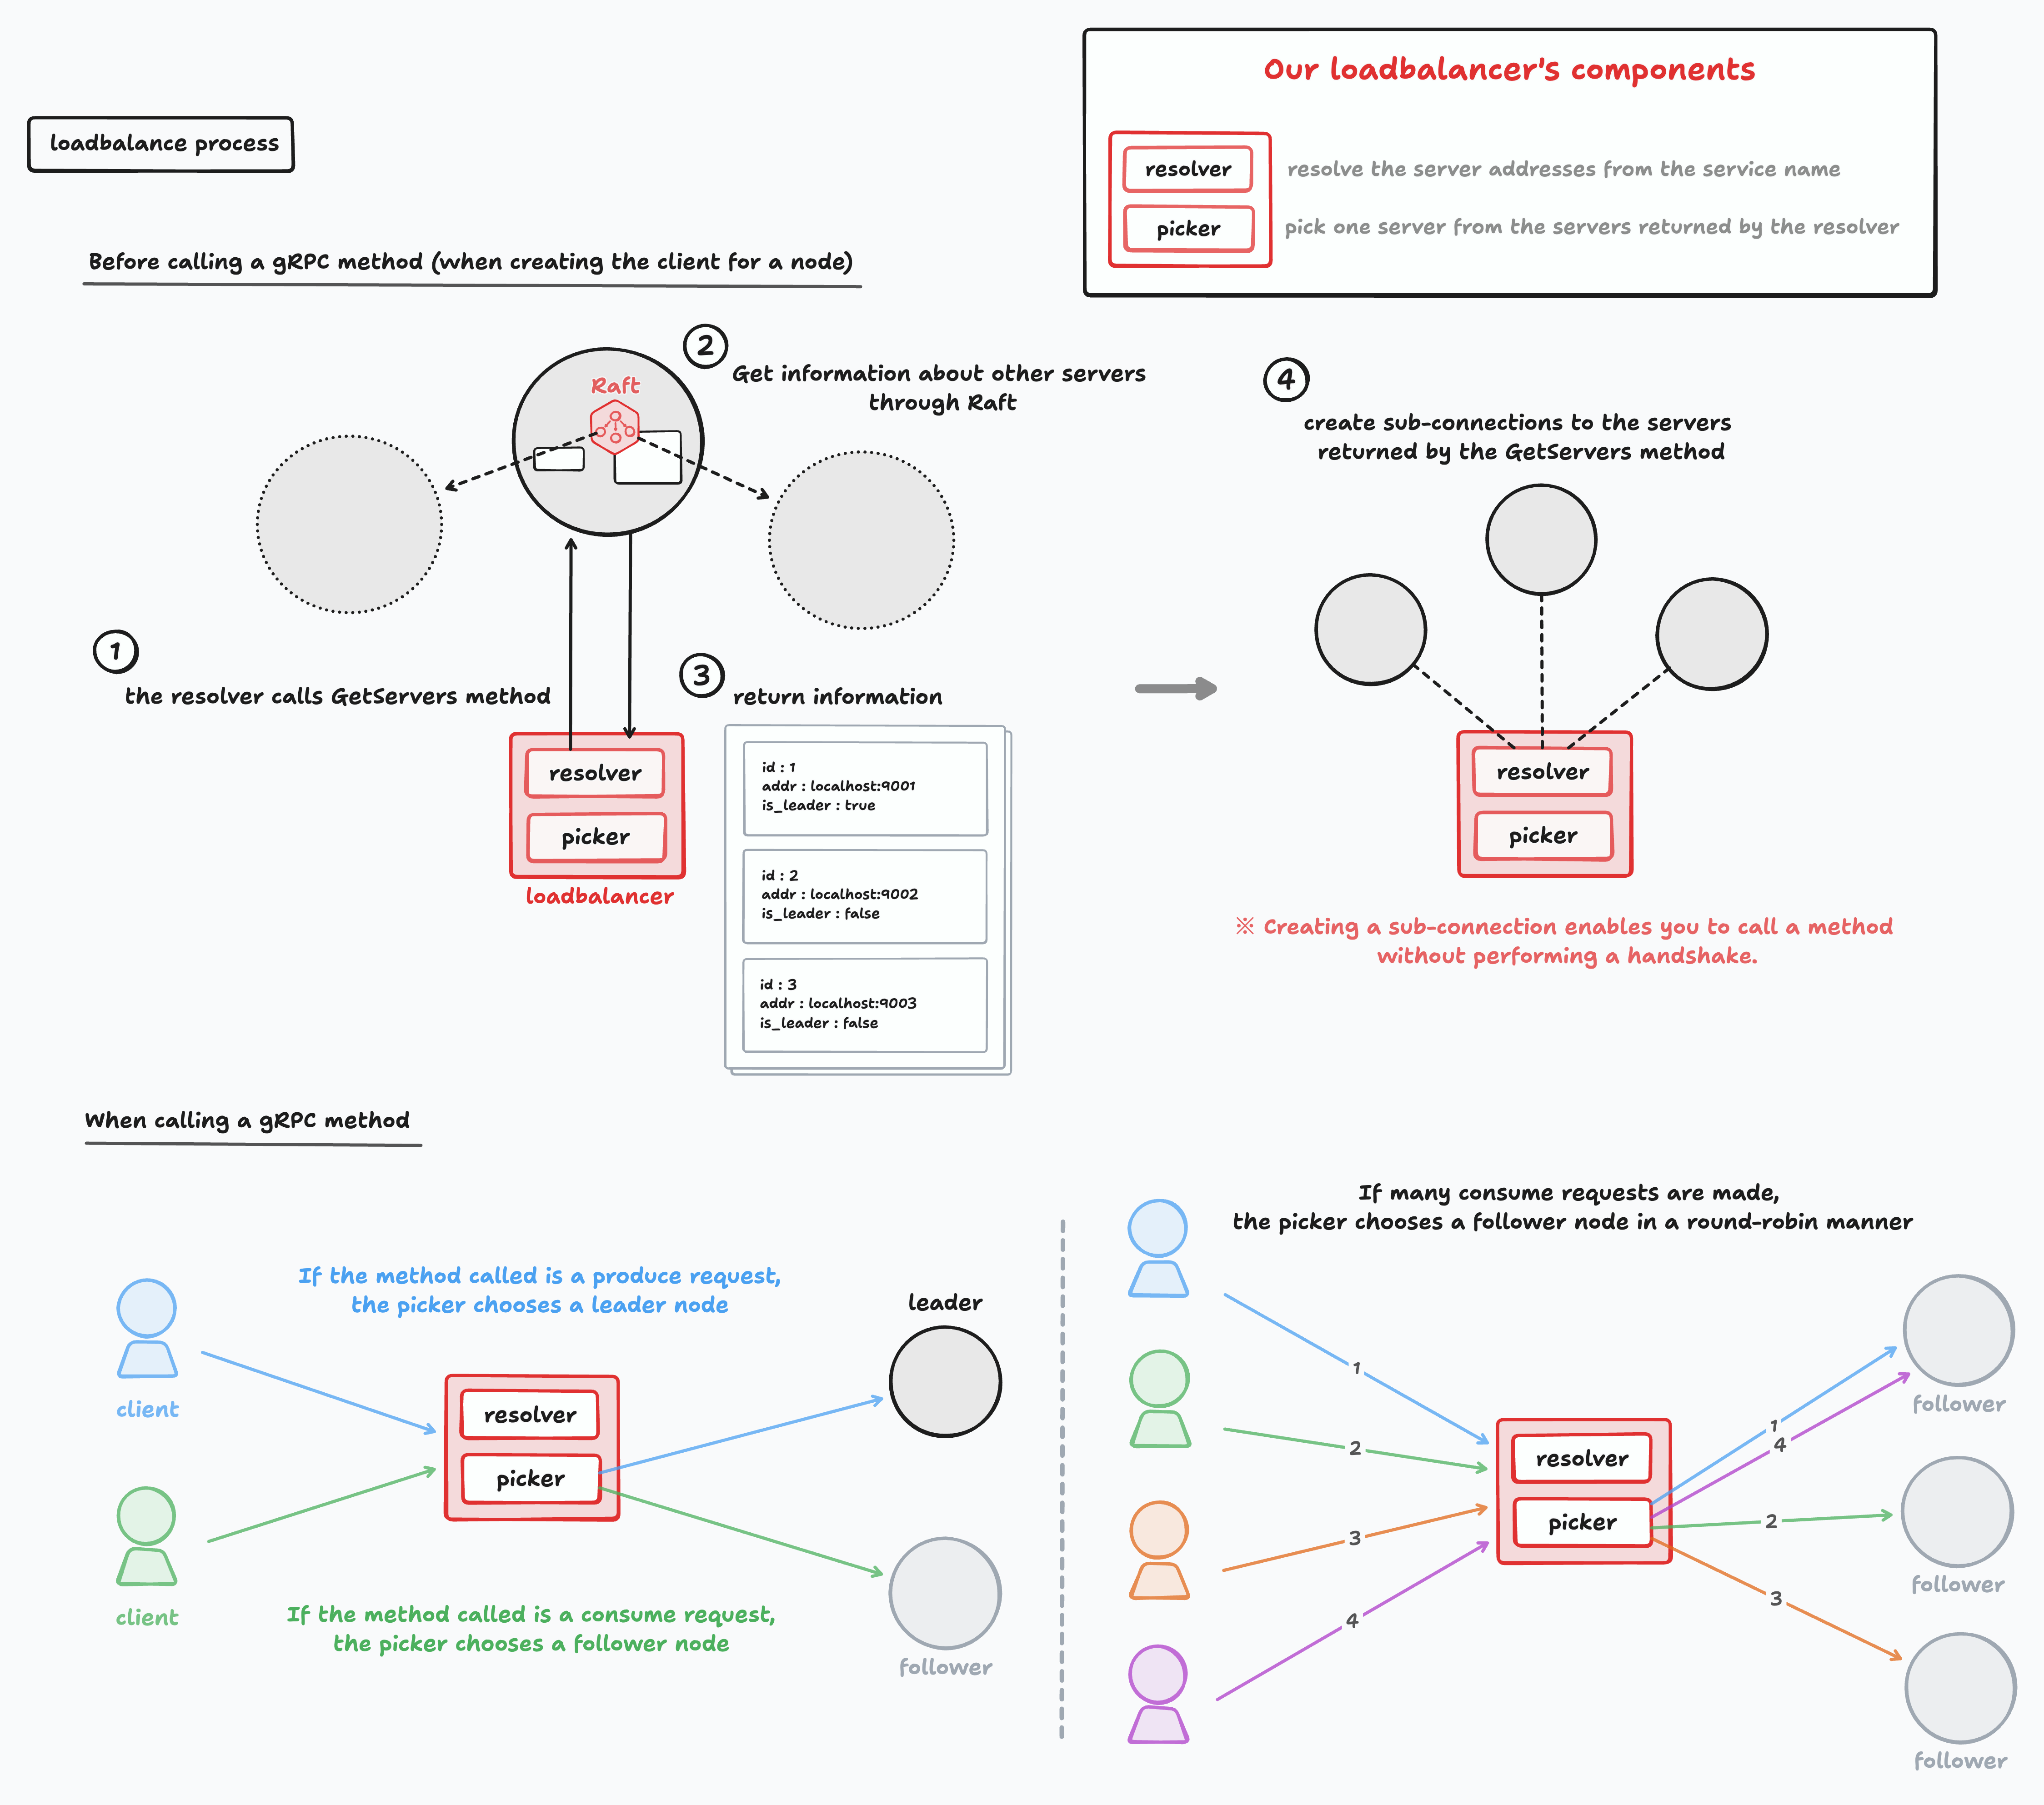 Our loadbalancer's components
resolver
resolve the server addresses from the service name
picker
pick one server from the servers returned by the resolver
loadbalance process
Before calling a gRPC method (when creating the client for a node)
2
Get information about other servers
through Raft
Raft
1
the resolver calls GetServers method
3
return information
id : 1
addr : localhost:9001
is_leader : true
id : 2
addr : localhost:9002
is_leader : false
id : 3
addr : localhost:9003
is_leader : false
resolver
picker
loadbalancer
4
create sub-connections to the servers
returned by the GetServers method
resolver
picker
※ Creating a sub-connection enables you to call a method
without performing a handshake.
When calling a gRPC method
If the method called is a produce request,
the picker chooses a leader node
client
client
resolver
picker
leader
follower
If the method called is a consume request,
the picker chooses a follower node
If many consume requests are made,
the picker chooses a follower node in a round-robin manner
1
2
3
4
resolver
picker
1
4
2
3
follower
follower
follower